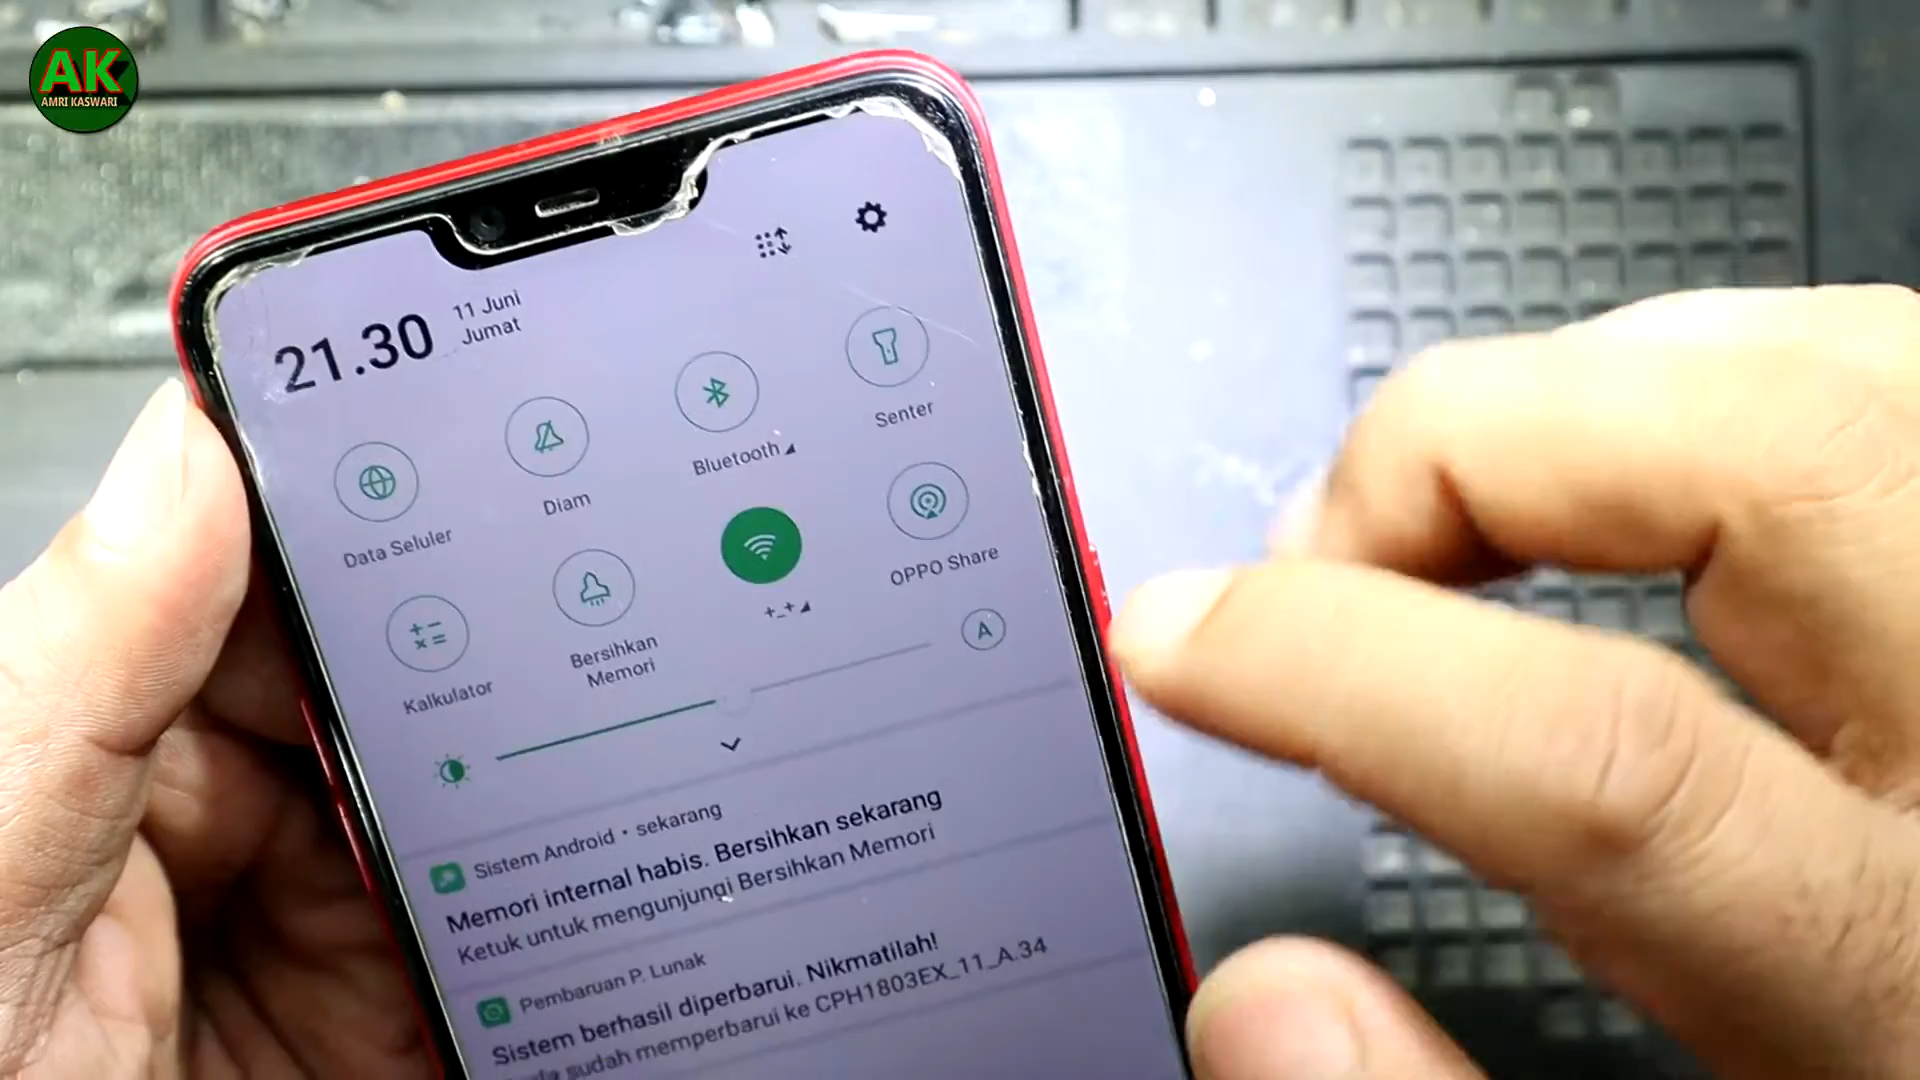 AK
AMRI KASWARI
21.30
11 Juni
Jumat
Data Seluler
Diam
Bluetooth
Senter
Kalkulator
Bersihkan
Memori
+_+
OPPO Share
A
Sistem Android • sekarang
Memori internal habis. Bersihkan sekarang
Ketuk untuk mengunjungi Bersihkan Memori
Pembaruan P. Lunak
Sistem berhasil diperbarui. Nikmatilah!
sudah memperbarui ke CPH1803EX_11_A.34